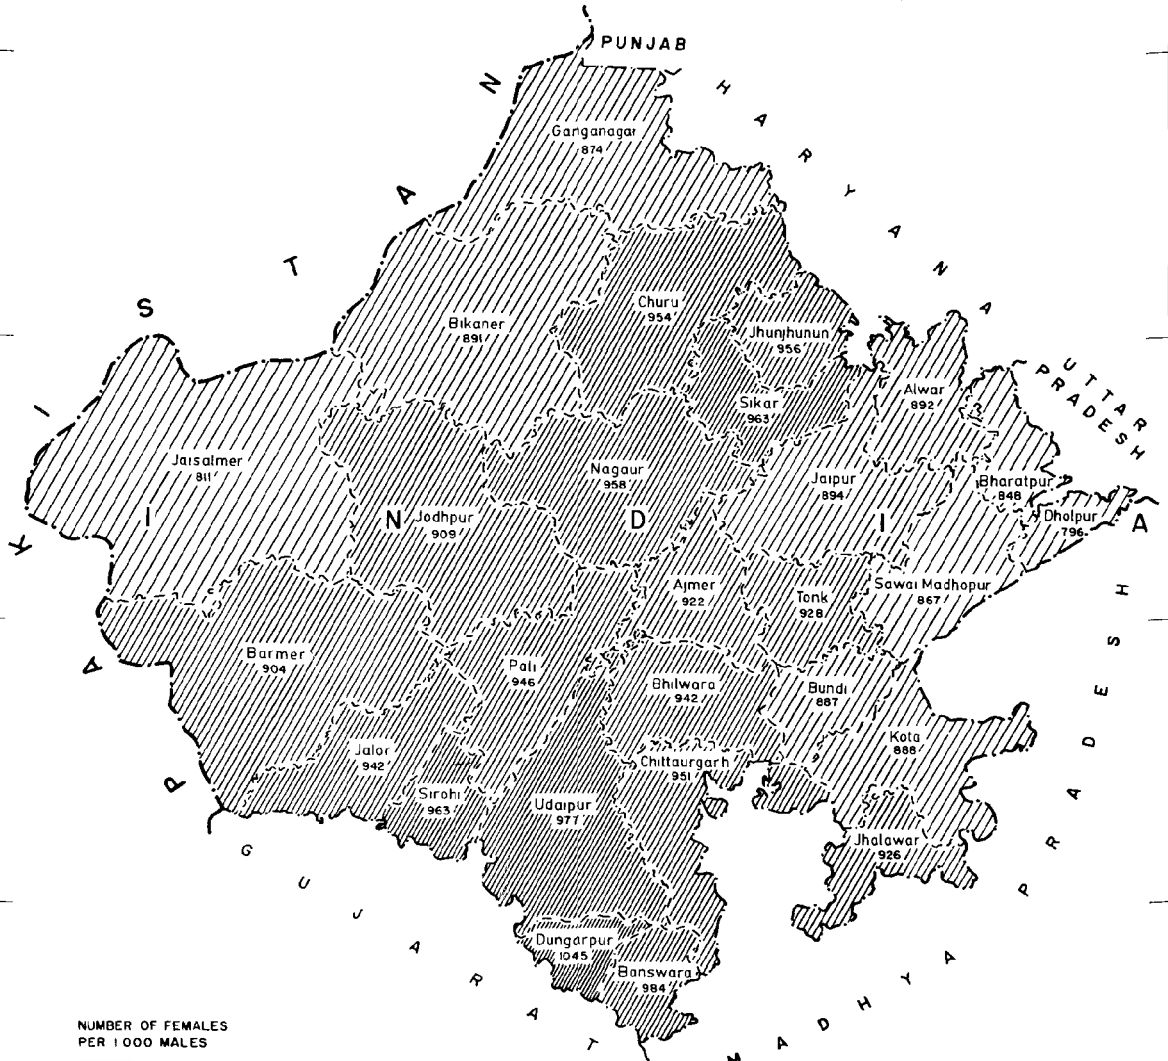 PUNJAB
HARYANA
Ganganagar
874
PAKISTAN
Churu
954
Bikaner
891
Jhunjhunun
956
UTTAR
PRADESH
Alwar
892
Sikar
963
Jaisalmer
811
Nagaur
958
Jaipur
894
Bharatpur
848
INDIA
Jodhpur
909
Dholpur
796
Ajmer
922
Tonk
928
Sawai Madhopur
867
Barmer
904
Pali
946
Bhilwara
942
Bundi
887
Kota
888
Jalor
942
Chittaurgarh
951
Sirohi
963
Udaipur
977
Jhalawar
926
GUJARAT
Dungarpur
1045
Banswara
984
MADHYA PRADESH
NUMBER OF FEMALES
PER 1000 MALES